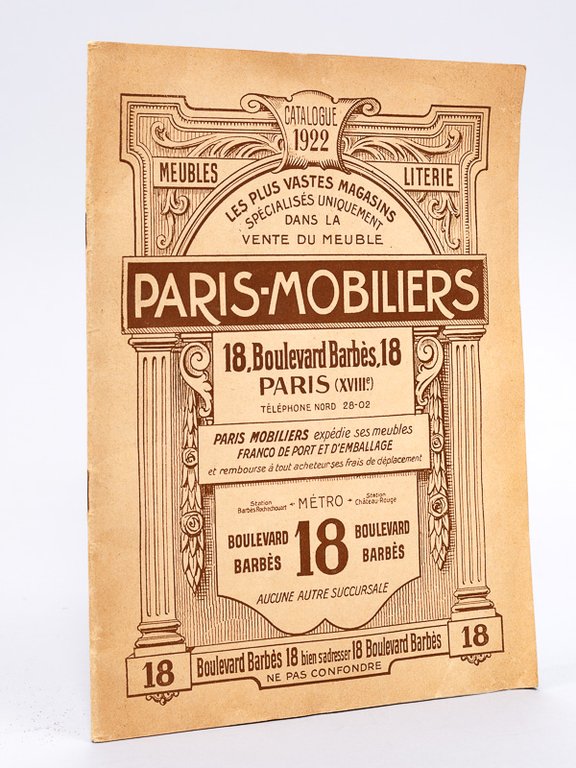 CATALOGUE
1922
MEUBLES
LITERIE
LES PLUS VASTES MAGASINS
SPÉCIALISÉS UNIQUEMENT
DANS LA
VENTE DU MEUBLE
PARIS-MOBILIERS
18, Boulevard Barbès, 18
PARIS (XVIIIe)
TÉLÉPHONE NORD 28-02
PARIS MOBILIERS expédie ses meubles
FRANCO DE PORT ET D'EMBALLAGE
et rembourse à tout acheteur ses frais de déplacement
Station
Barbès Rochechouart
MÉTRO
Station
Château Rouge
BOULEVARD
BARBÈS
18
BOULEVARD
BARBÈS
AUCUNE AUTRE SUCCURSALE
18
Boulevard Barbès 18 bien s'adresser 18 Boulevard Barbès
NE PAS CONFONDRE
18